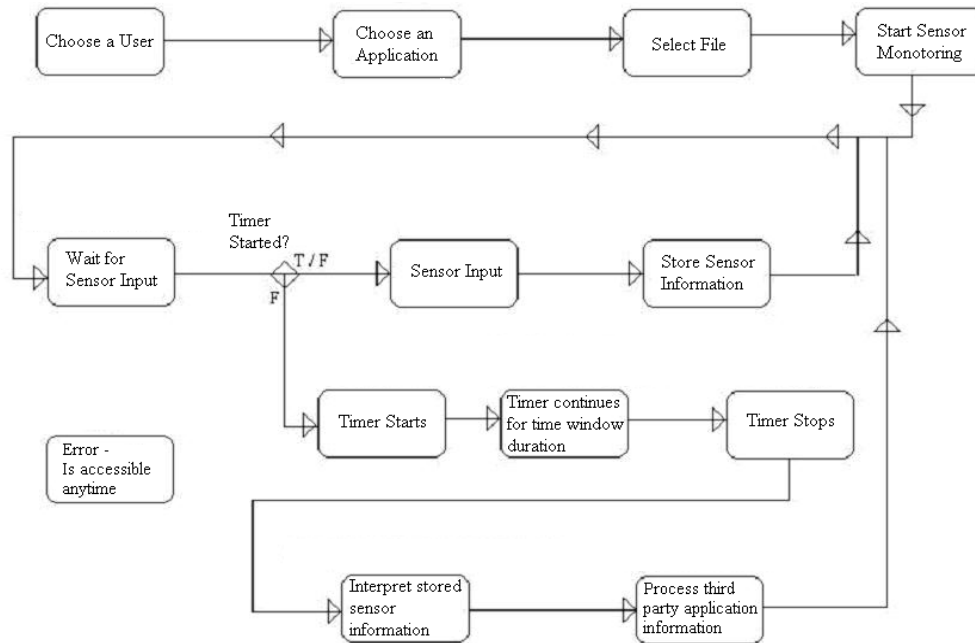 Choose a User
Choose an
Application
Select File
Start Sensor
Monotoring
Timer
Started?
T / F
F
Wait for
Sensor Input
Sensor Input
Store Sensor
Information
Timer Starts
Timer continues
for time window
duration
Timer Stops
Error -
Is accessible
anytime
Interpret stored
sensor
information
Process third
party application
information